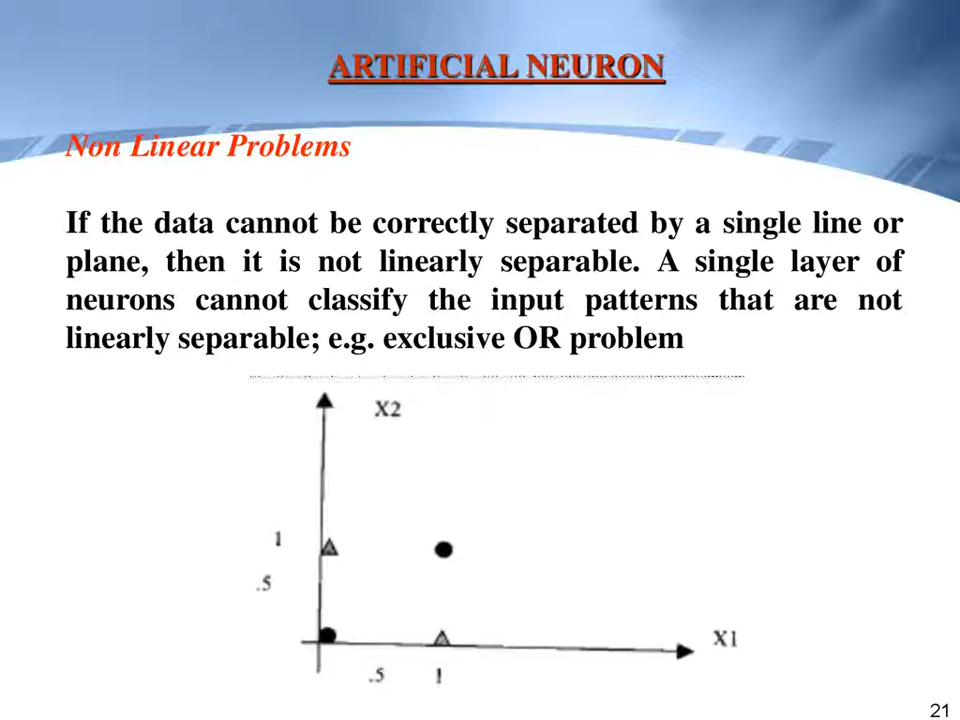 ARTIFICIAL NEURON
Non Linear Problems
If the data cannot be correctly separated by a single line or
plane, then it is not linearly separable. A single layer of
neurons cannot classify the input patterns that are not
linearly separable; e.g. exclusive OR problem
X2
1
.5
X1
.5 1
21